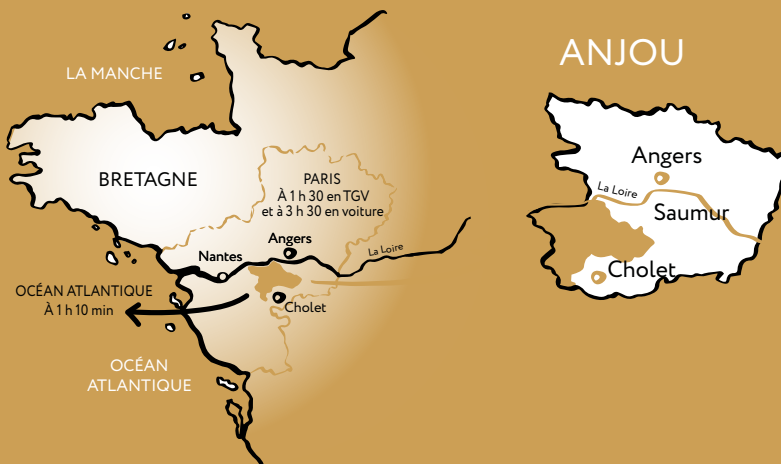 LA MANCHE
BRETAGNE
PARIS
À 1 h 30 en TGV
et à 3 h 30 en voiture
Nantes
Angers
La Loire
Cholet
OCÉAN ATLANTIQUE
À 1 h 10 min
OCÉAN
ATLANTIQUE
ANJOU
Angers
La Loire
Saumur
Cholet